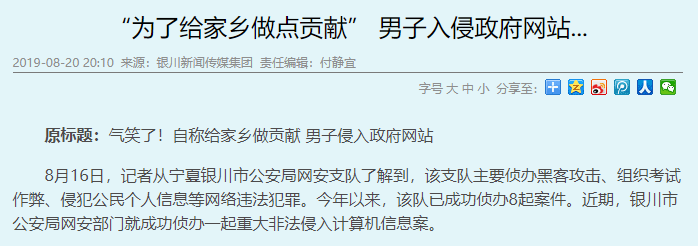 “为了给家乡做点贡献” 男子入侵政府网站...
2019-08-20 20:10 来源：银川新闻传媒集团 责任编辑：付静宜
字号 大 中 小 分享至：
原标题：气笑了！自称给家乡做贡献 男子侵入政府网站
8月16日，记者从宁夏银川市公安局网安支队了解到，该支队主要侦办黑客攻击、组织考试
作弊、侵犯公民个人信息等网络违法犯罪。今年以来，该队已成功侦办8起案件。近期，银川市
公安局网安部门就成功侦办一起重大非法侵入计算机信息案。